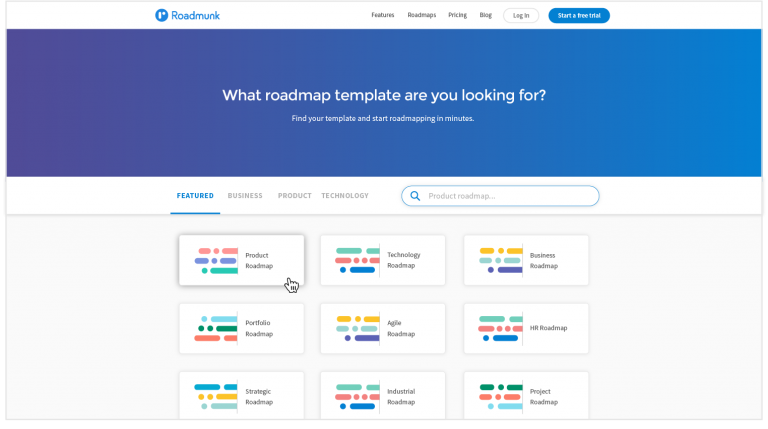 Roadmunk
Features Roadmaps Pricing Blog Log In Start a free trial
What roadmap template are you looking for?
Find your template and start roadmapping in minutes.
FEATURED BUSINESS PRODUCT TECHNOLOGY
Product roadmap...
Product
Roadmap
Technology
Roadmap
Business
Roadmap
Portfolio
Roadmap
Agile
Roadmap
HR Roadmap
Strategic
Roadmap
Industrial
Roadmap
Project
Roadmap